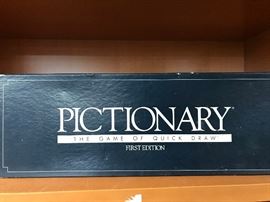 PICTIONARY®
THE GAME OF QUICK DRAW
FIRST EDITION